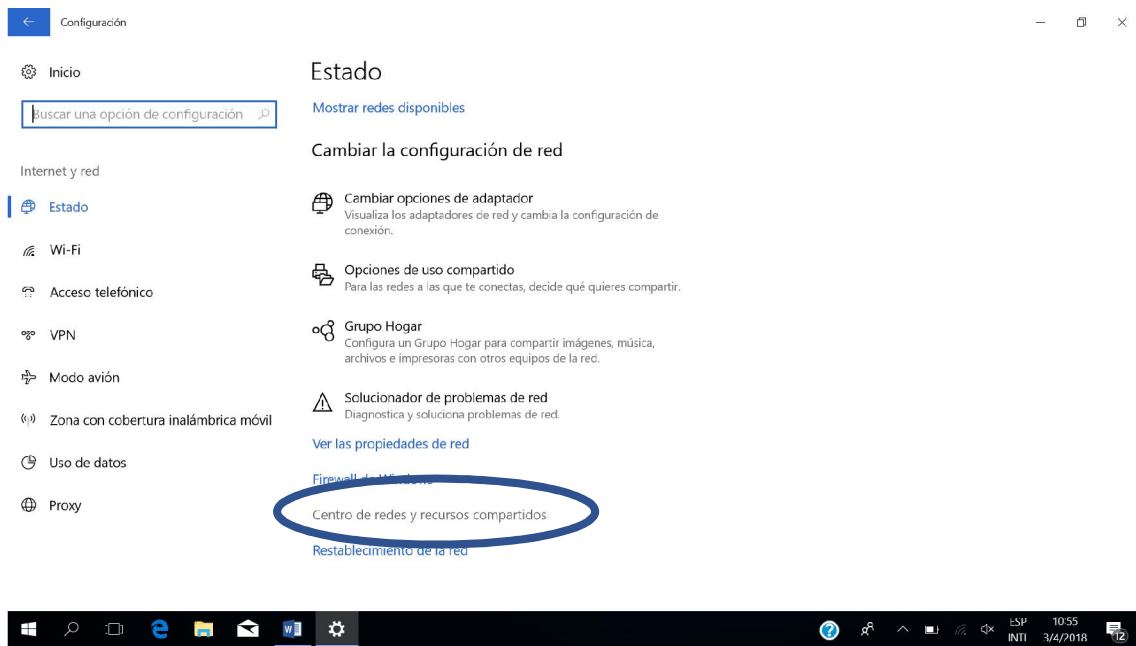 Configuración
Inicio
Buscar una opción de configuración
Internet y red
Estado
Wi-Fi
Acceso telefónico
VPN
Modo avión
Zona con cobertura inalámbrica móvil
Uso de datos
Proxy
Estado
Mostrar redes disponibles
Cambiar la configuración de red
Cambiar opciones de adaptador
Visualiza los adaptadores de red y cambia la configuración de
conexión.
Opciones de uso compartido
Para las redes a las que te conectas, decide qué quieres compartir.
Grupo Hogar
Configura un Grupo Hogar para compartir imágenes, música,
archivos e impresoras con otros equipos de la red.
Solucionador de problemas de red
Diagnostica y soluciona problemas de red.
Ver las propiedades de red
Firewall de Windows
Centro de redes y recursos compartidos
Restablecimiento de la red
ESP
INTL
10:55
3/4/2018
12